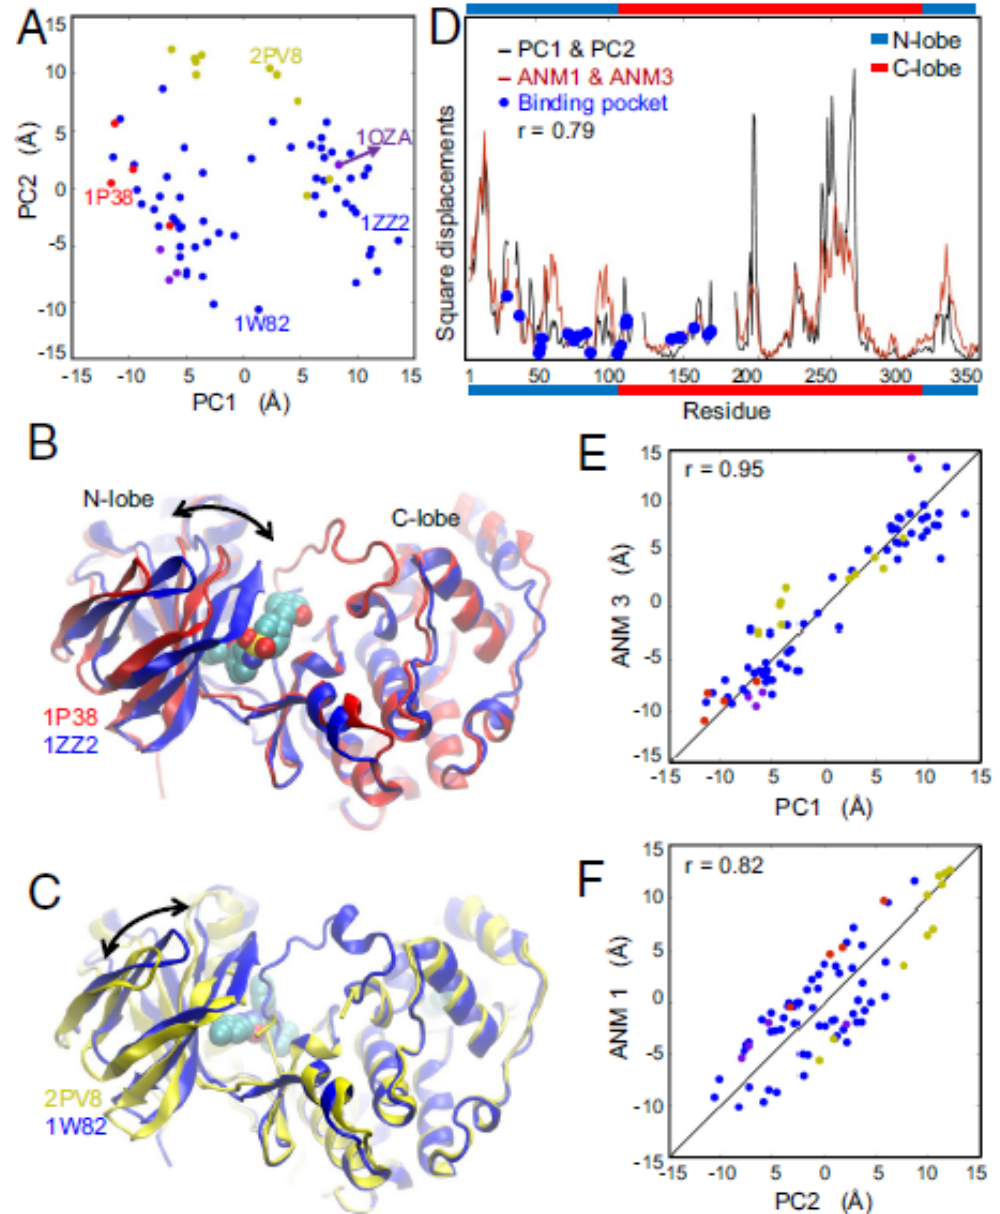 A
PC2 (Å)
15
10
5
0
-5
-10
-15
-15 -10 -5 0 5 10 15
PC1 (Å)
2PV8
1OZA
1P38
1ZZ2
1W82
D
N-lobe
C-lobe
PC1 & PC2
ANM1 & ANM3
Binding pocket
r = 0.79
Square displacements
1 50 100 150 200 250 300 350
Residue
B
N-lobe
C-lobe
1P38
1ZZ2
E
r = 0.95
ANM 3 (Å)
15
10
5
0
-5
-10
-15
-15 -10 -5 0 5 10 15
PC1 (Å)
C
2PV8
1W82
F
r = 0.82
ANM 1 (Å)
15
10
5
0
-5
-10
-15 -10 -5 0 5 10 15
PC2 (Å)